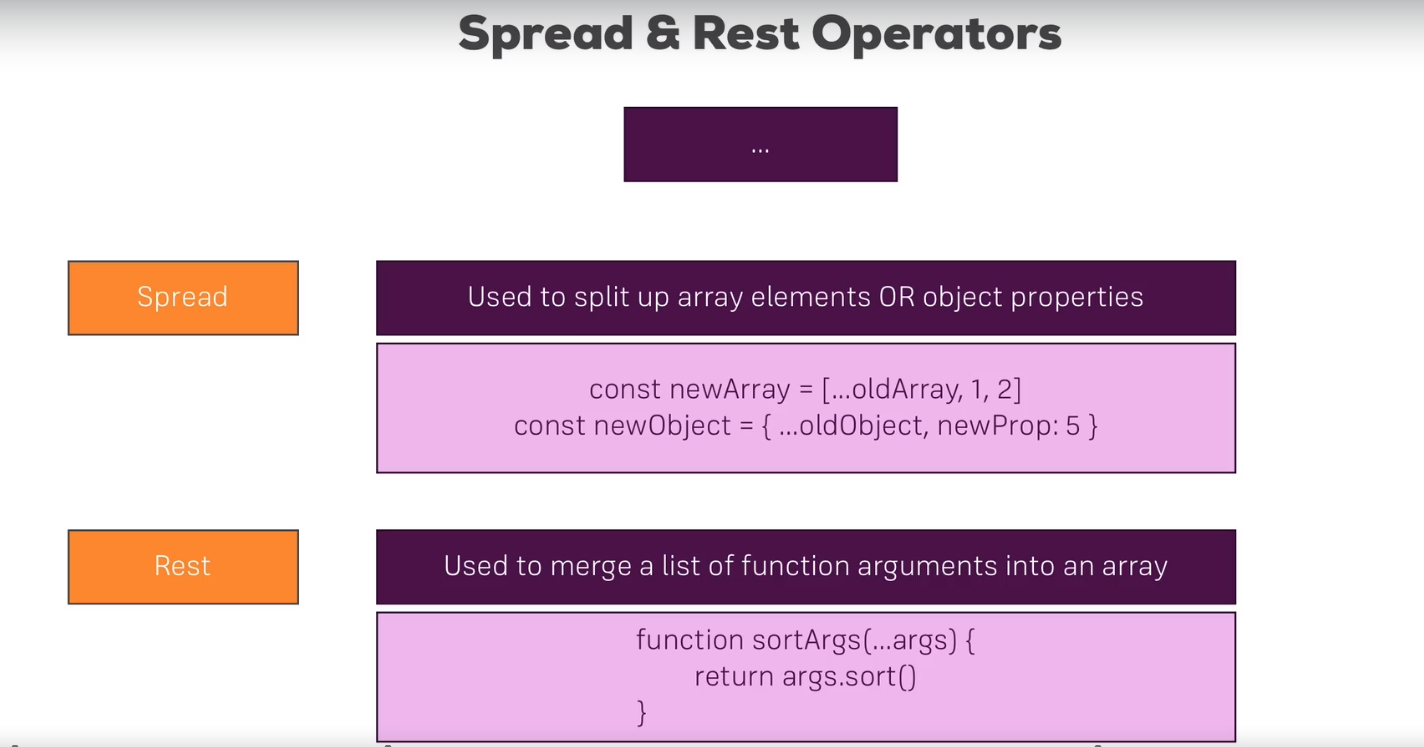 Spread & Rest Operators
...
Spread
Used to split up array elements OR object properties
const newArray = [...oldArray, 1, 2]
const newObject = { ...oldObject, newProp: 5 }
Rest
Used to merge a list of function arguments into an array
function sortArgs(...args) {
return args.sort()
}